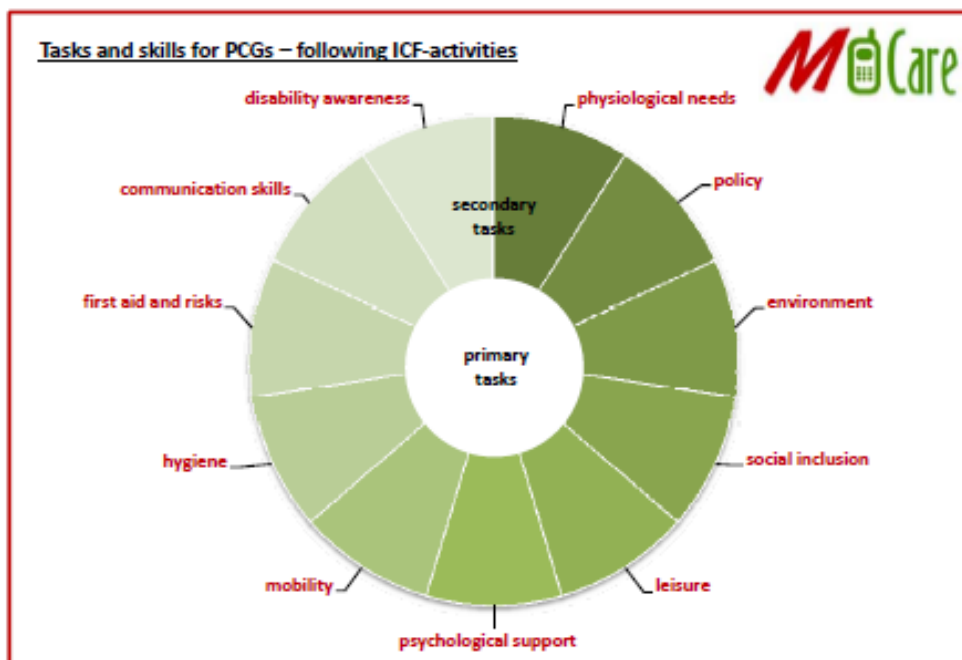 Tasks and skills for PCGs – following ICF-activities
MoCare
disability awareness
physiological needs
communication skills
policy
secondary
tasks
first aid and risks
environment
primary
tasks
hygiene
social inclusion
mobility
leisure
psychological support